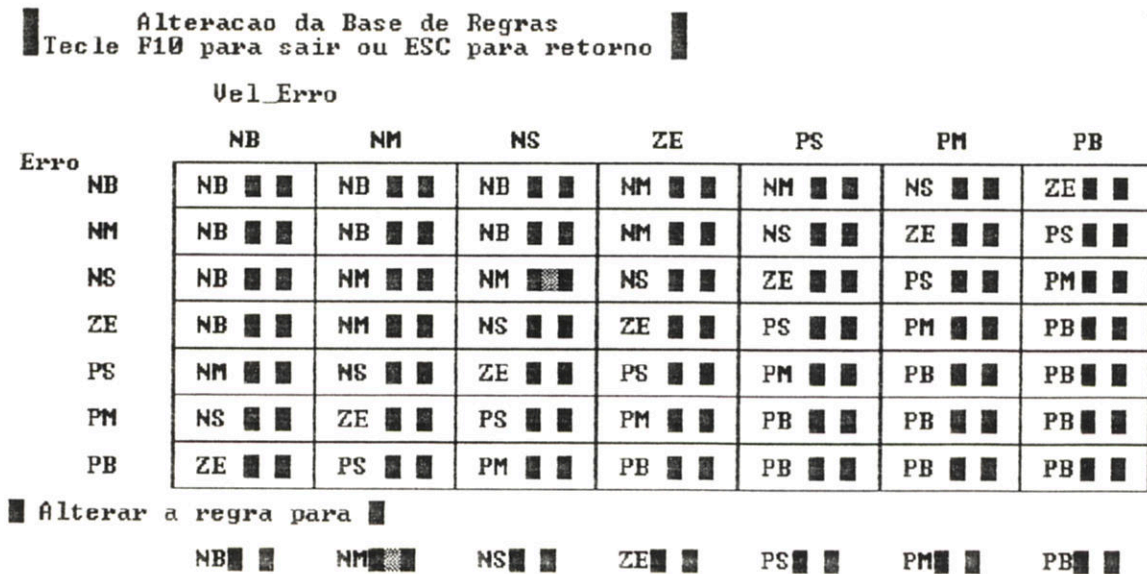 Alteracao da Base de Regras
Tecle F10 para sair ou ESC para retorno
Vel_Erro
NB NM NS ZE PS PM PB
Erro
NB NB NB NB NM NM NS ZE
NM NB NB NB NM NS ZE PS
NS NB NM NM NS ZE PS PM
ZE NB NM NS ZE PS PM PB
PS NM NS ZE PS PM PB PB
PM NS ZE PS PM PB PB PB
PB ZE PS PM PB PB PB PB
Alterar a regra para
NB NM NS ZE PS PM PB